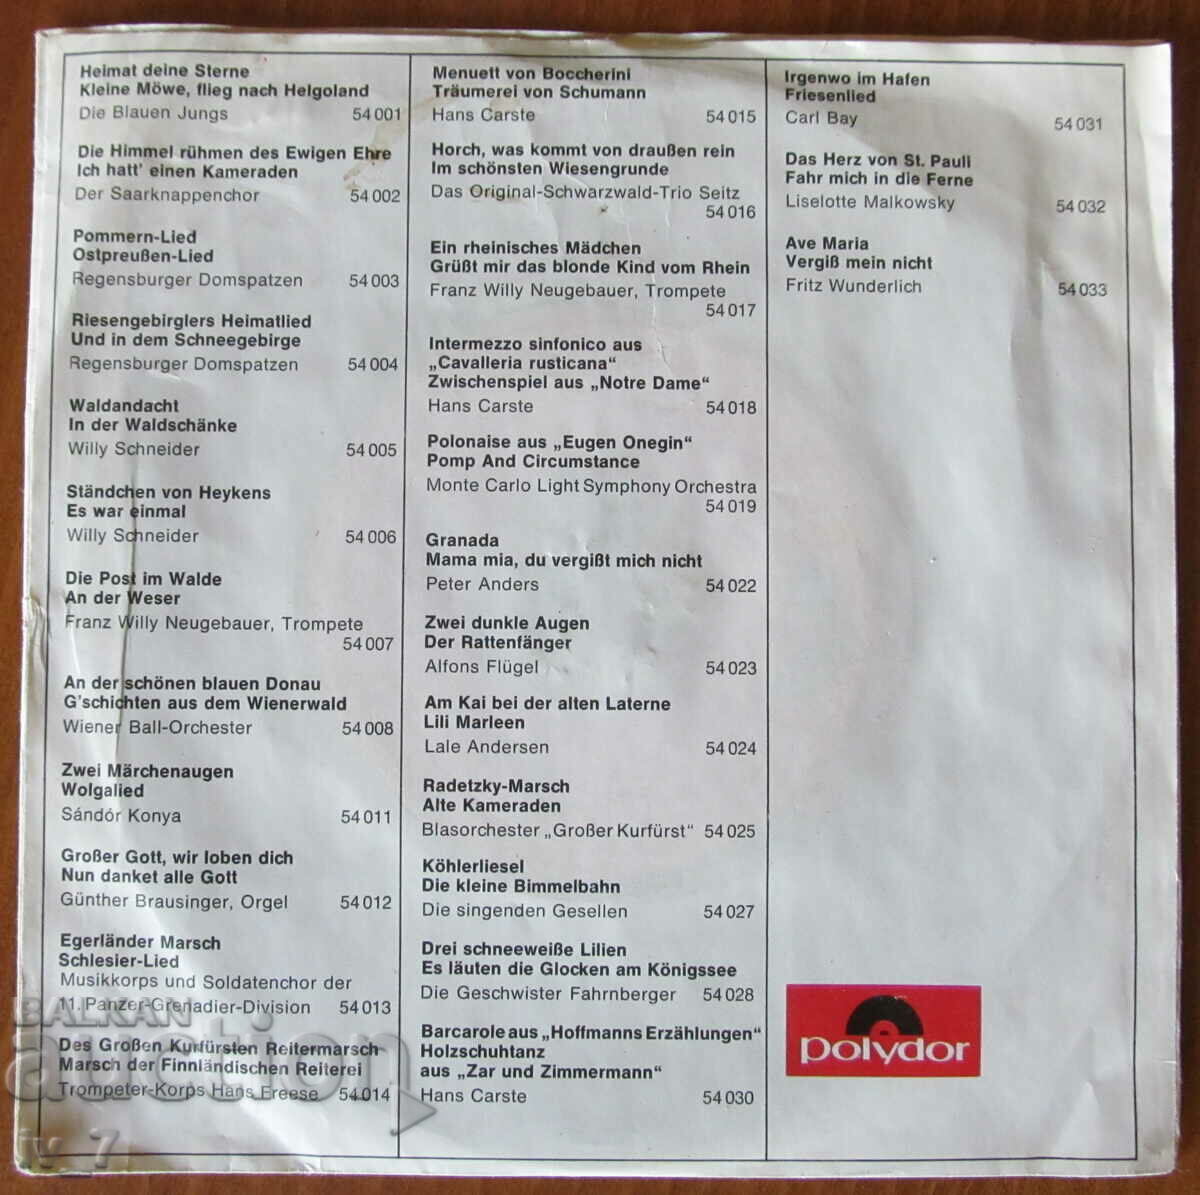 Heimat deine Sterne
Kleine Möwe, flieg nach Helgoland
Die Blauen Jungs 54 001
Die Himmel rühmen des Ewigen Ehre
Ich hatt' einen Kameraden
Der Saarknappenchor 54 002
Pommern-Lied
Ostpreußen-Lied
Regensburger Domspatzen 54 003
Riesengebirglers Heimatlied
Und in dem Schneegebirge
Regensburger Domspatzen 54 004
Waldandacht
In der Waldschänke
Willy Schneider 54 005
Ständchen von Heykens
Es war einmal
Willy Schneider 54 006
Die Post im Walde
An der Weser
Franz Willy Neugebauer, Trompete
54 007
An der schönen blauen Donau
G'schichten aus dem Wienerwald
Wiener Ball-Orchester 54 008
Zwei Märchenaugen
Wolgalied
Sándór Konya 54 011
Großer Gott, wir loben dich
Nun danket alle Gott
Günther Brausinger, Orgel 54 012
Egerländer Marsch
Schlesier-Lied
Musikkorps und Soldatenchor der
11. Panzer-Grenadier-Division 54 013
Des Großen Kurfürsten Reitermarsch
Marsch der Finnländischen Reiterei
Trompeter-Korps Hans Freese 54 014
Menuett von Boccherini
Träumerei von Schumann
Hans Carste 54 015
Horch, was kommt von draußen rein
Im schönsten Wiesengrunde
Das Original-Schwarzwald-Trio Seitz
54 016
Ein rheinisches Mädchen
Grüßt mir das blonde Kind vom Rhein
Franz Willy Neugebauer, Trompete
54 017
Intermezzo sinfonico aus
„Cavalleria rusticana“
Zwischenspiel aus „Notre Dame“
Hans Carste 54 018
Polonaise aus „Eugen Onegin“
Pomp And Circumstance
Monte Carlo Light Symphony Orchestra
54 019
Granada
Mama mia, du vergißt mich nicht
Peter Anders 54 022
Zwei dunkle Augen
Der Rattenfänger
Alfons Flügel 54 023
Am Kai bei der alten Laterne
Lili Marleen
Lale Andersen 54 024
Radetzky-Marsch
Alte Kameraden
Blasorchester „Großer Kurfürst“ 54 025
Köhlerliesel
Die kleine Bimmelbahn
Die singenden Gesellen 54 027
Drei schneeweiße Lilien
Es läuten die Glocken am Königssee
Die Geschwister Fahrnberger 54 028
Barcarole aus „Hoffmanns Erzählungen“
Holzschuhtanz
aus „Zar und Zimmermann“
Hans Carste 54 030
Irgenwo im Hafen
Friesenlied
Carl Bay 54 031
Das Herz von St. Pauli
Fahr mich in die Ferne
Liselotte Malkowsky 54 032
Ave Maria
Vergiß mein nicht
Fritz Wunderlich 54 033
polydor
BALKAN
auction
iv_7